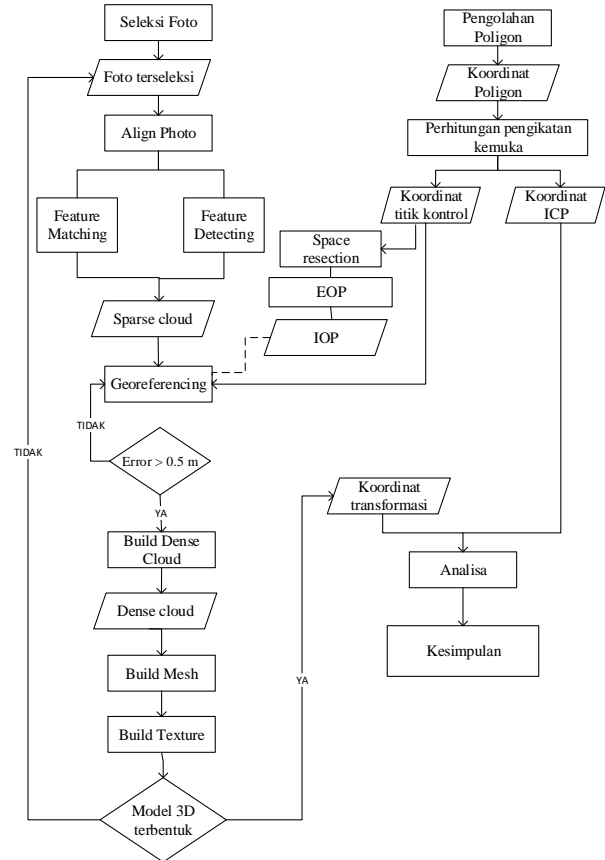 Seleksi Foto
Foto terseleksi
Align Photo
Feature
Matching
Feature
Detecting
Sparse cloud
Georeferencing
TIDAK
TIDAK
Error > 0.5 m
YA
Build Dense
Cloud
Dense cloud
Build Mesh
Build Texture
Model 3D
terbentuk
YA
Pengolahan
Poligon
Koordinat
Poligon
Perhitungan pengikatan
kemuka
Koordinat
titik kontrol
Koordinat
ICP
Space
resection
EOP
IOP
Koordinat
transformasi
Analisa
Kesimpulan